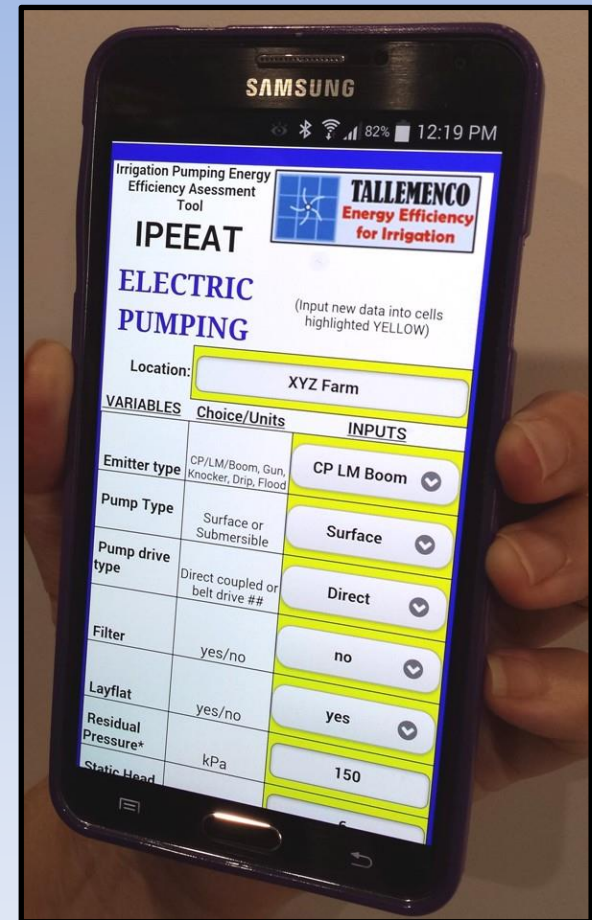 SAMSUNG
82% 12:19 PM
Irrigation Pumping Energy
Efficiency Asessment
Tool
IPEEAT
TALLEMENCO
Energy Efficiency
for Irrigation
ELECTRIC
PUMPING
(Input new data into cells
highlighted YELLOW)
Location: XYZ Farm
VARIABLES Choice/Units INPUTS
Emitter type CP/LM/Boom, Gun,
Knocker, Drip, Flood CP LM Boom
Pump Type Surface or
Submersible Surface
Pump drive
type Direct coupled or
belt drive ## Direct
Filter yes/no no
Layflat yes/no yes
Residual
Pressure* kPa 150
Static Head